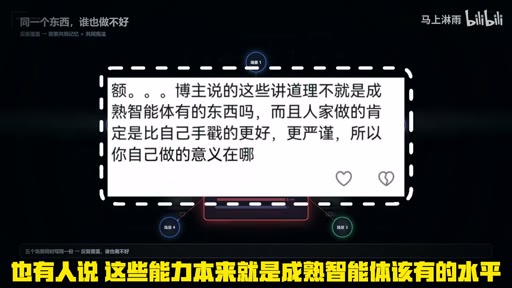 同一个东西，谁也做不好
马上淋雨 bilibili
额。。。博主说的这些讲道理不就是成
熟智能体有的东西吗，而且人家做的肯
定是比自己手戳的更好，更严谨，所以
你自己做的意义在哪
也有人说 这些能力本来就是成熟智能体该有的水平